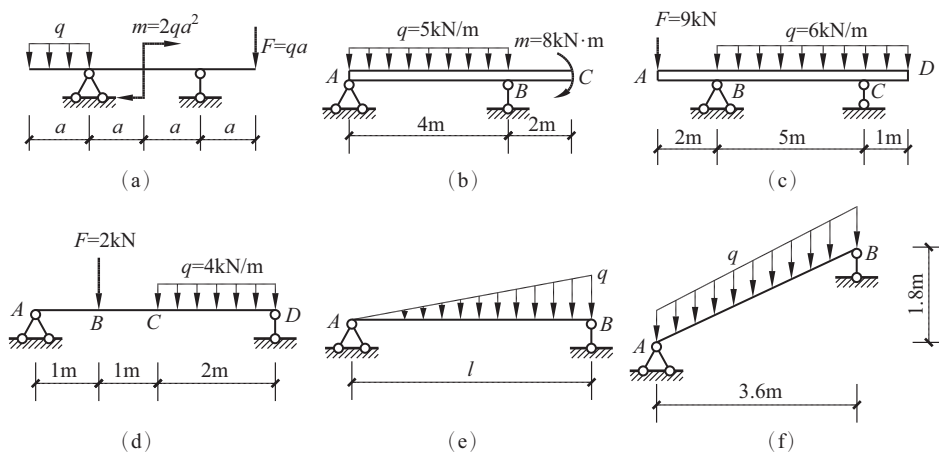 q
m=2qa²
F=qa
a
a
a
a
(a)
q=5kN/m
m=8kN·m
A
B
C
4m
2m
(b)
F=9kN
q=6kN/m
A
B
C
D
2m
5m
1m
(c)
F=2kN
q=4kN/m
A
B
C
D
1m
1m
2m
(d)
q
A
B
l
(e)
q
B
A
1.8m
3.6m
(f)